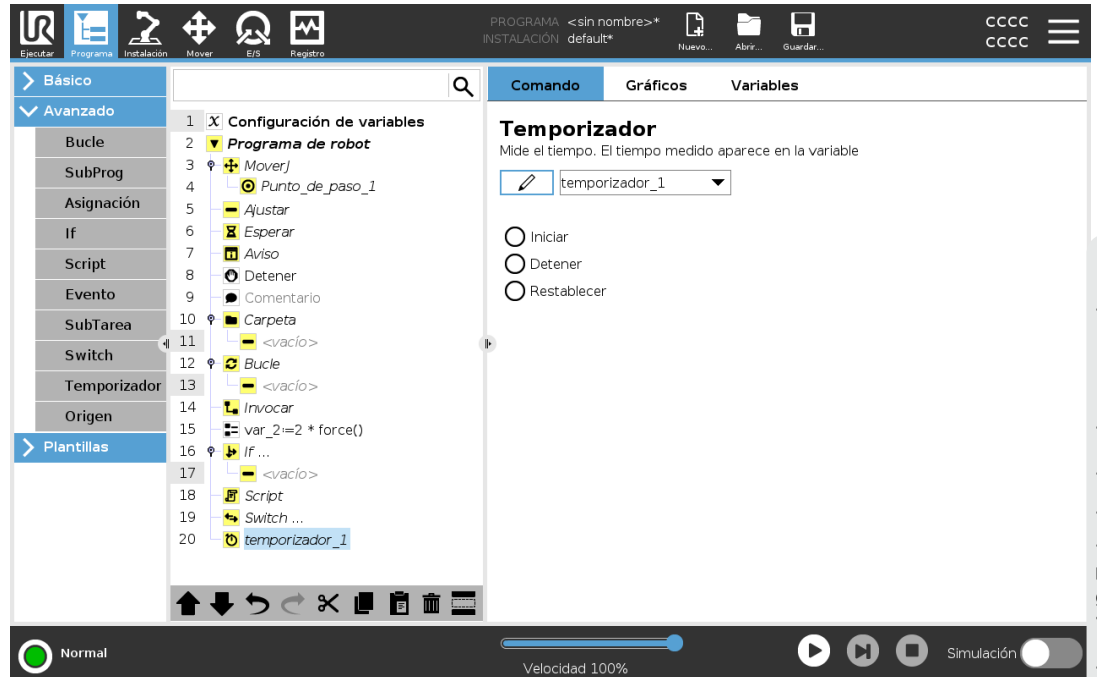 UR
Ejecutar
Programa
Instalación
Mover
E/S
Registro
PROGRAMA <sin nombre>*
INSTALACIÓN default*
Nuevo...
Abrir...
Guardar...
CCCC
CCCC
Básico
Avanzado
Bucle
SubProg
Asignación
If
Script
Evento
SubTarea
Switch
Temporizador
Origen
Plantillas
1 X Configuración de variables
2 Programa de robot
3 MoverJ
4 Punto_de_paso_1
5 Ajustar
6 Esperar
7 Aviso
8 Detener
9 Comentario
10 Carpeta
11 <vacío>
12 Bucle
13 <vacío>
14 Invocar
15 var_2:=2 * force()
16 If ...
17 <vacío>
18 Script
19 Switch ...
20 temporizador_1
Comando Gráficos Variables
Temporizador
Mide el tiempo. El tiempo medido aparece en la variable
temporizador_1
Iniciar
Detener
Restablecer
Normal
Velocidad 100%
Simulación